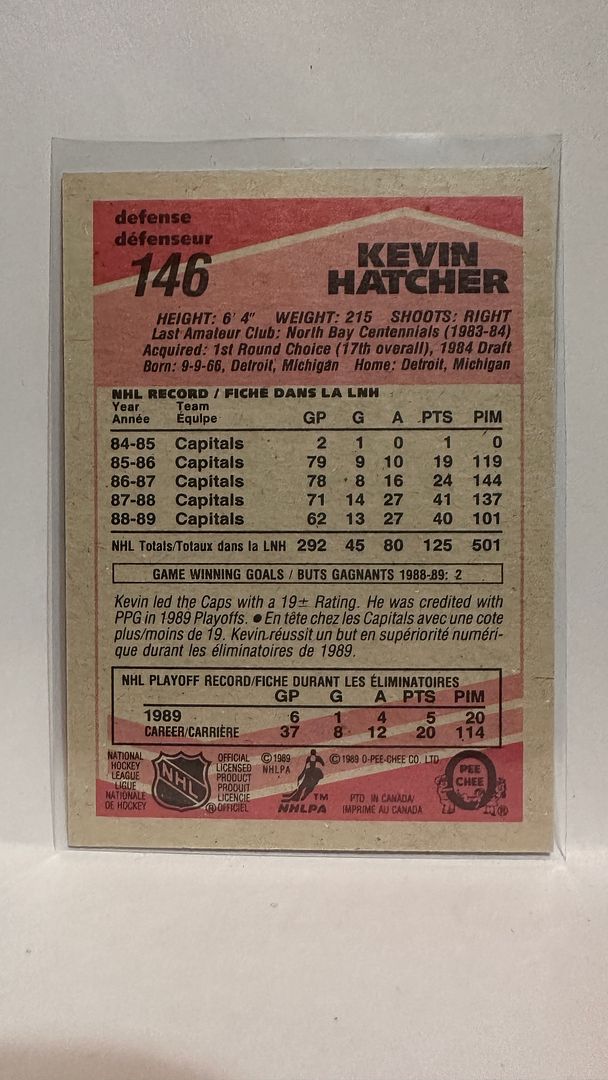 defense
défenseur
146
KEVIN
HATCHER
HEIGHT: 6' 4" WEIGHT: 215 SHOOTS: RIGHT
Last Amateur Club: North Bay Centennials (1983-84)
Acquired: 1st Round Choice (17th overall), 1984 Draft
Born: 9-9-66, Detroit, Michigan Home: Detroit, Michigan
NHL RECORD / FICHE DANS LA LNH
Year Team
Année Équipe GP G A PTS PIM
84-85 Capitals 2 1 0 1 0
85-86 Capitals 79 9 10 19 119
86-87 Capitals 78 8 16 24 144
87-88 Capitals 71 14 27 41 137
88-89 Capitals 62 13 27 40 101
NHL Totals/Totaux dans la LNH 292 45 80 125 501
GAME WINNING GOALS / BUTS GAGNANTS 1988-89: 2
Kevin led the Caps with a 19± Rating. He was credited with
PPG in 1989 Playoffs. ● En tête chez les Capitals avec une cote
plus/moins de 19. Kevin réussit un but en supériorité numéri-
que durant les éliminatoires de 1989.
NHL PLAYOFF RECORD/FICHE DURANT LES ÉLIMINATOIRES
GP G A PTS PIM
1989 6 1 4 5 20
CAREER/CARRIÈRE 37 8 12 20 114
NATIONAL
HOCKEY
LEAGUE
LIGUE
NATIONALE
DE HOCKEY
NHL
®
OFFICIAL
LICENSED
PRODUCT
PRODUIT
LICENCIE
OFFICIEL
©1989
NHLPA
™
NHLPA
©1989 O-PEE-CHEE CO. LTD.
PTD. IN CANADA/
IMPRIMÉ AU CANADA
O
PEE
CHEE
®